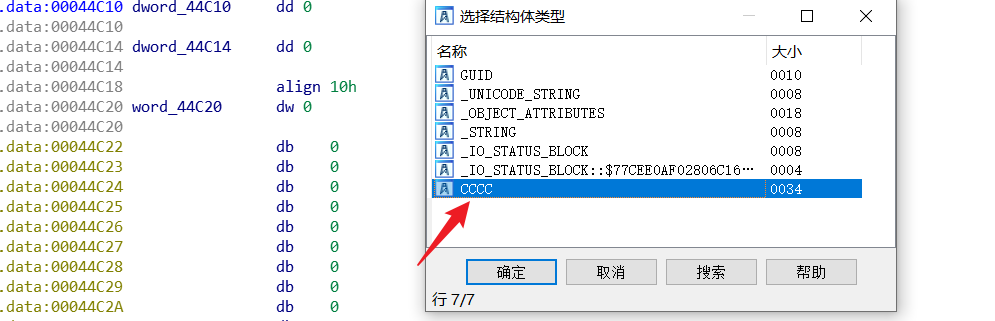 .data:00044C10 dword_44C10 dd 0
.data:00044C10
.data:00044C14 dword_44C14 dd 0
.data:00044C14
.data:00044C18 align 10h
.data:00044C20 word_44C20 dw 0
.data:00044C20
.data:00044C22 db 0
.data:00044C23 db 0
.data:00044C24 db 0
.data:00044C25 db 0
.data:00044C26 db 0
.data:00044C27 db 0
.data:00044C28 db 0
.data:00044C29 db 0
.data:00044C2A db 0
选择结构体类型
名称 大小
GUID 0010
_UNICODE_STRING 0008
_OBJECT_ATTRIBUTES 0018
_STRING 0008
_IO_STATUS_BLOCK 0008
_IO_STATUS_BLOCK::$77CEE0AF02806C16… 0004
CCCC 0034
确定 取消 搜索 帮助
行 7/7